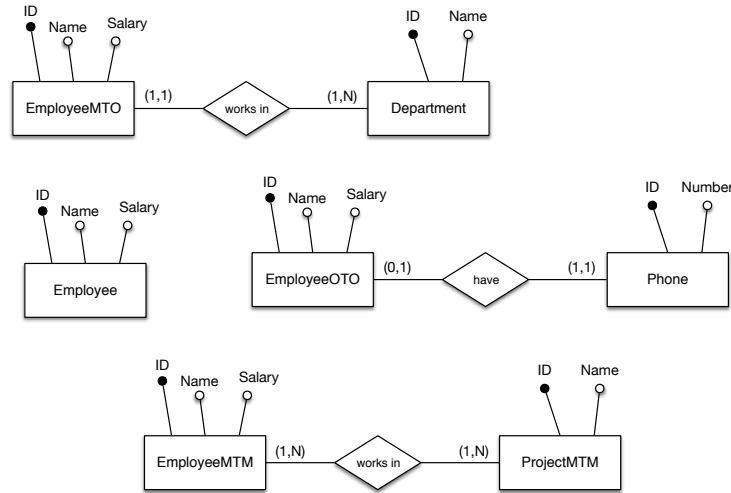 ID
Name
Salary
EmployeeMTO
(1,1)
works in
(1,N)
ID
Name
Department
ID
Name
Salary
Employee
ID
Name
Salary
EmployeeOTO
(0,1)
have
(1,1)
ID
Number
Phone
ID
Name
Salary
EmployeeMTM
(1,N)
works in
(1,N)
ID
Name
ProjectMTM